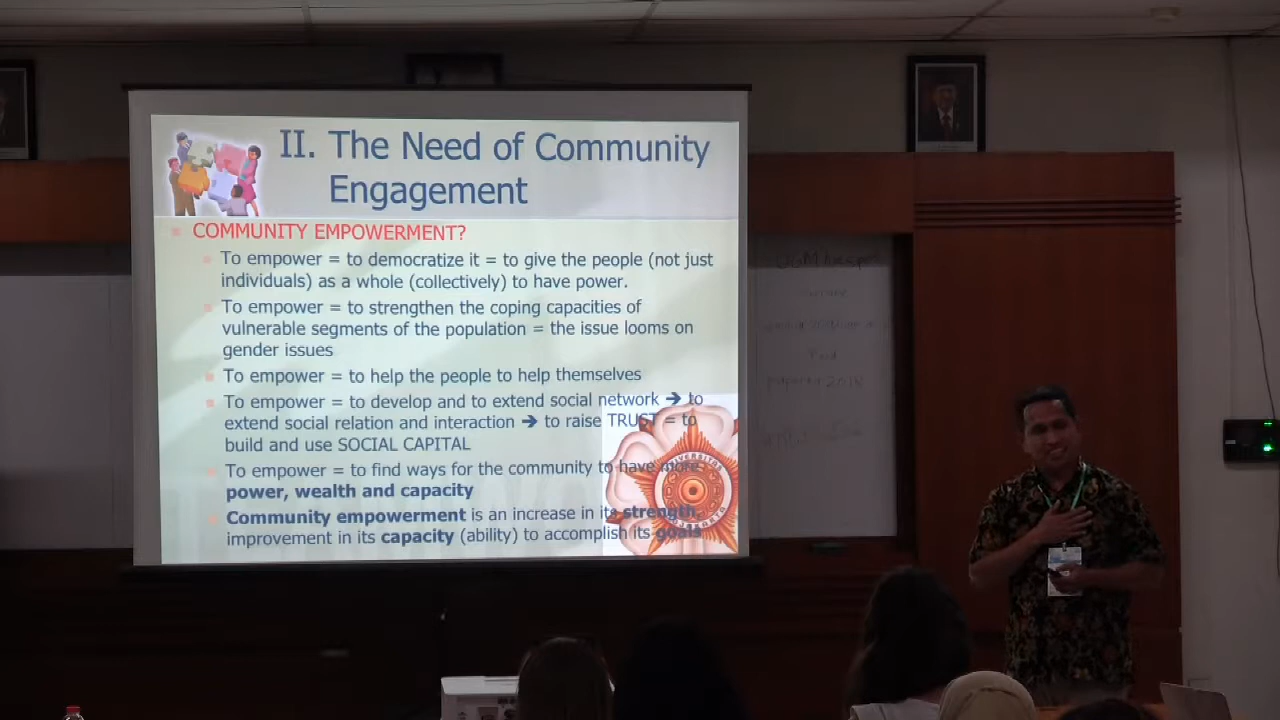 II. The Need of Community
Engagement
COMMUNITY EMPOWERMENT?
To empower = to democratize it = to give the people (not just
individuals) as a whole (collectively) to have power.
To empower = to strengthen the coping capacities of
vulnerable segments of the population = the issue looms on
gender issues
To empower = to help the people to help themselves
To empower = to develop and to extend social network ➔ to
extend social relation and interaction ➔ to raise TRUST = to
build and use SOCIAL CAPITAL
To empower = to find ways for the community to have more
power, wealth and capacity
Community empowerment is an increase in its strength,
improvement in its capacity (ability) to accomplish its goals
UNIVERSITAS